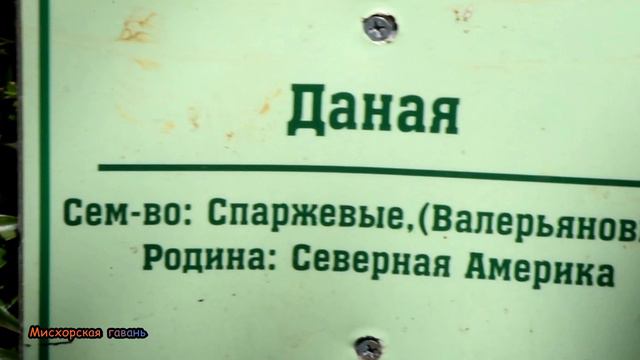 Даная
Сем-во: Спаржевые,(Валерьянов
Родина: Северная Америка
Мисхорская гавань